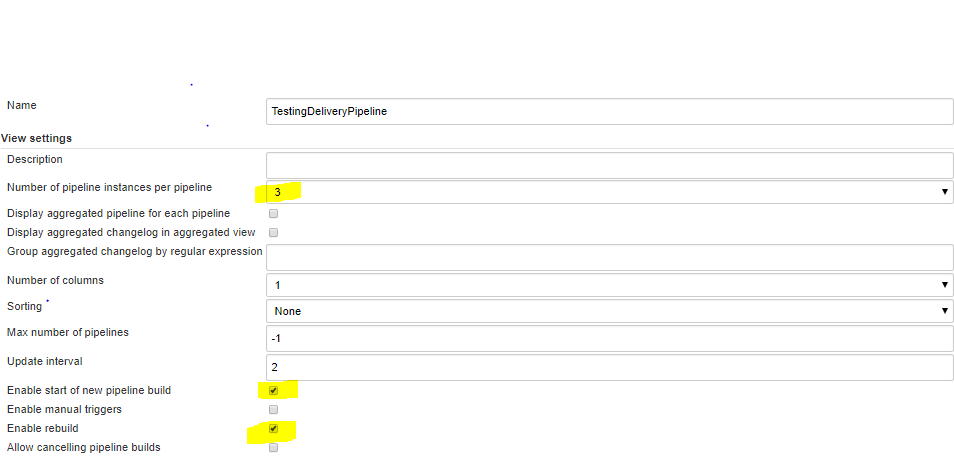 Name
TestingDeliveryPipeline
View settings
Description
Number of pipeline instances per pipeline
3
Display aggregated pipeline for each pipeline
Display aggregated changelog in aggregated view
Group aggregated changelog by regular expression
Number of columns
1
Sorting
None
Max number of pipelines
-1
Update interval
2
Enable start of new pipeline build
Enable manual triggers
Enable rebuild
Allow cancelling pipeline builds